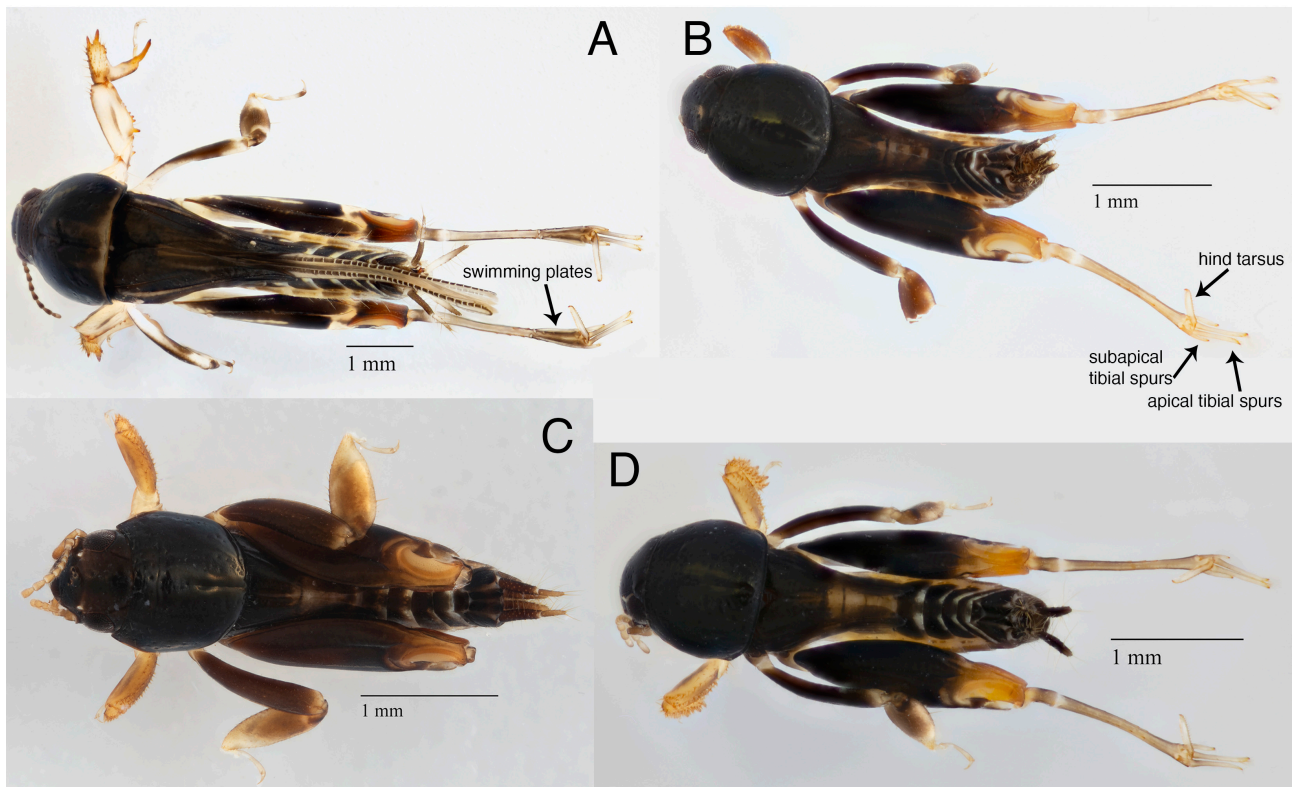 A
B
swimming plates
1 mm
1 mm
hind tarsus
subapical
tibial spurs
apical tibial spurs
C
D
1 mm
1 mm